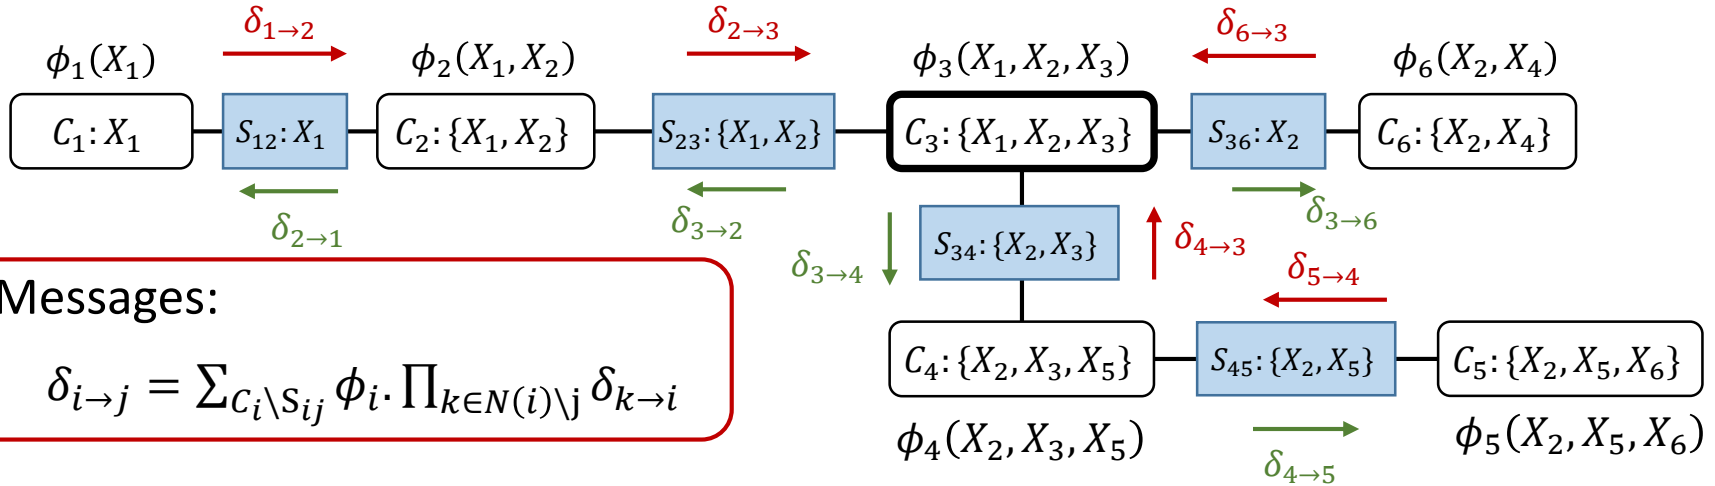 δ₁→₂ δ₂→₃ δ₆→₃
ϕ₁(X₁) ϕ₂(X₁, X₂) ϕ₃(X₁, X₂, X₃) ϕ₆(X₂, X₄)
C₁: X₁ S₁₂: X₁ C₂: {X₁, X₂} S₂₃: {X₁, X₂} C₃: {X₁, X₂, X₃} S₃₆: X₂ C₆: {X₂, X₄}
δ₂→₁ δ₃→₂ δ₃→₆
δ₃→₄ S₃₄: {X₂, X₃} δ₄→₃
δ₅→₄
Messages:
δᵢ→ⱼ = ∑_{Cᵢ\Sᵢⱼ} ϕᵢ. ∏_{k∈N(i)\j} δₖ→ᵢ
C₄: {X₂, X₃, X₅} S₄₅: {X₂, X₅} C₅: {X₂, X₅, X₆}
ϕ₄(X₂, X₃, X₅) ϕ₅(X₂, X₅, X₆)
δ₄→₅